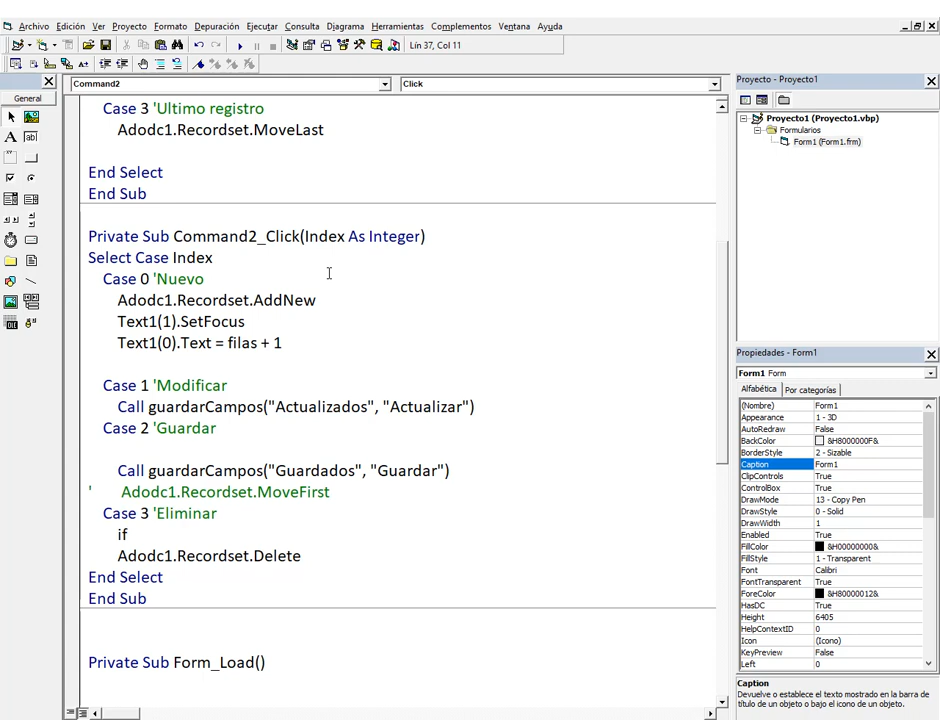 Archivo Edición Ver Proyecto Formato Depuración Ejecutar Consulta Diagrama Herramientas Complementos Ventana Ayuda
Lín 37, Col 11
General
Command2 Click
Case 3 'Ultimo registro
Adodc1.Recordset.MoveLast
End Select
End Sub
Private Sub Command2_Click(Index As Integer)
Select Case Index
Case 0 'Nuevo
Adodc1.Recordset.AddNew
Text1(1).SetFocus
Text1(0).Text = filas + 1
Case 1 'Modificar
Call guardarCampos("Actualizados", "Actualizar")
Case 2 'Guardar
Call guardarCampos("Guardados", "Guardar")
' Adodc1.Recordset.MoveFirst
Case 3 'Eliminar
if
Adodc1.Recordset.Delete
End Select
End Sub
Private Sub Form_Load()
Proyecto - Proyecto1
Proyecto1 (Proyecto1.vbp)
Formularios
Form1 (Form1.frm)
Propiedades - Form1
Form1 Form
Alfabética Por categorías
(Nombre) Form1
Appearance 1 - 3D
AutoRedraw False
BackColor &H8000000F&
BorderStyle 2 - Sizable
Caption Form1
ClipControls True
ControlBox True
DrawMode 13 - Copy Pen
DrawStyle 0 - Solid
DrawWidth 1
Enabled True
FillColor &H00000000&
FillStyle 1 - Transparent
Font Calibri
FontTransparent True
ForeColor &H80000012&
HasDC True
Height 6405
HelpContextID 0
Icon (Icono)
KeyPreview False
Left 0
Caption
Devuelve o establece el texto mostrado en la barra de
título de un objeto o bajo el icono de un objeto.